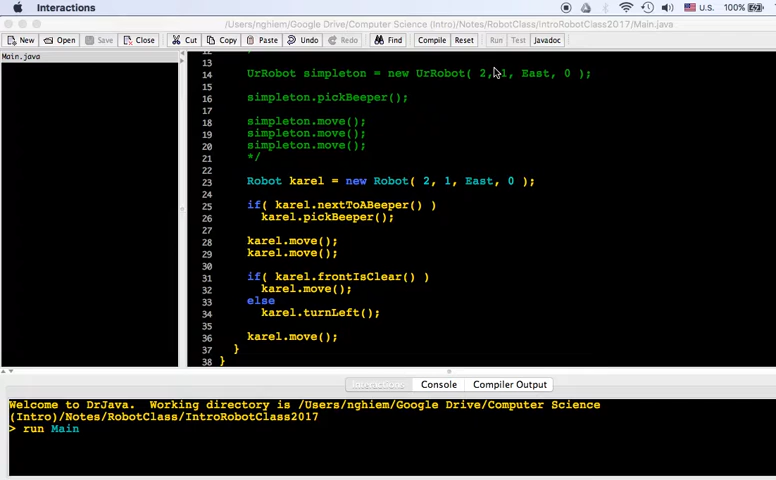 Interactions
U.S. 100%
/Users/nghiem/Google Drive/Computer Science (Intro)/Notes/RobotClass/IntroRobotClass2017/Main.java
New Open Save Close Cut Copy Paste Undo Redo Find Compile Reset Run Test Javadoc
Main.java
13
14 UrRobot simpleton = new UrRobot( 2, 1, East, 0 );
15
16 simpleton.pickBeeper();
17
18 simpleton.move();
19 simpleton.move();
20 simpleton.move();
21 */
22
23 Robot karel = new Robot( 2, 1, East, 0 );
24
25 if( karel.nextToABeeper() )
26 karel.pickBeeper();
27
28 karel.move();
29 karel.move();
30
31 if( karel.frontIsClear() )
32 karel.move();
33 else
34 karel.turnLeft();
35
36 karel.move();
37 }
38 }
Interactions Console Compiler Output
Welcome to DrJava. Working directory is /Users/nghiem/Google Drive/Computer Science
(Intro)/Notes/RobotClass/IntroRobotClass2017
> run Main